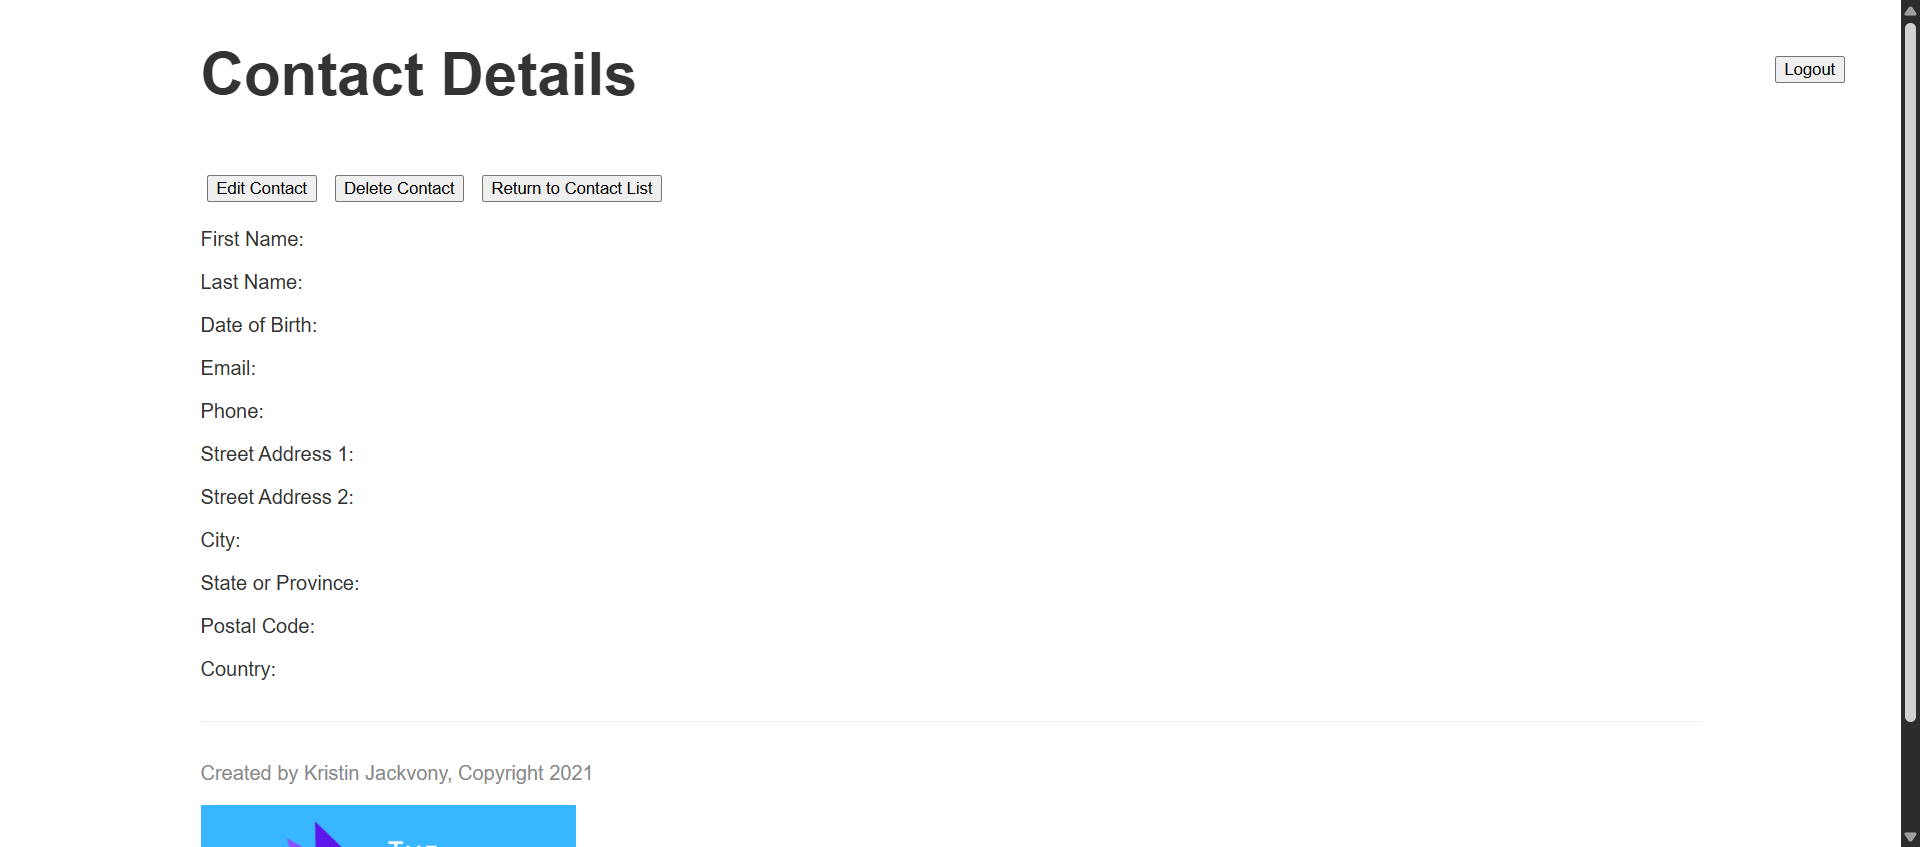 Contact Details
Logout
Edit Contact Delete Contact Return to Contact List
First Name:
Last Name:
Date of Birth:
Email:
Phone:
Street Address 1:
Street Address 2:
City:
State or Province:
Postal Code:
Country:
Created by Kristin Jackvony, Copyright 2021